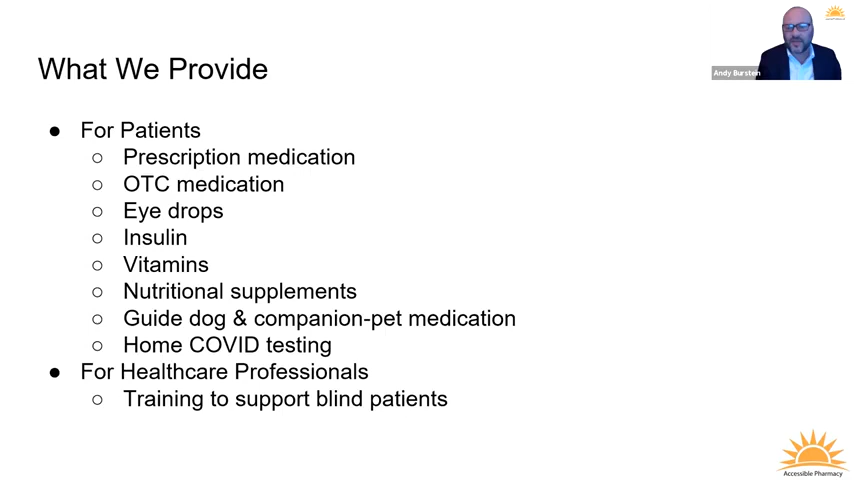 What We Provide
Andy Burstein
● For Patients
○ Prescription medication
○ OTC medication
○ Eye drops
○ Insulin
○ Vitamins
○ Nutritional supplements
○ Guide dog & companion-pet medication
○ Home COVID testing
● For Healthcare Professionals
○ Training to support blind patients
Accessible Pharmacy